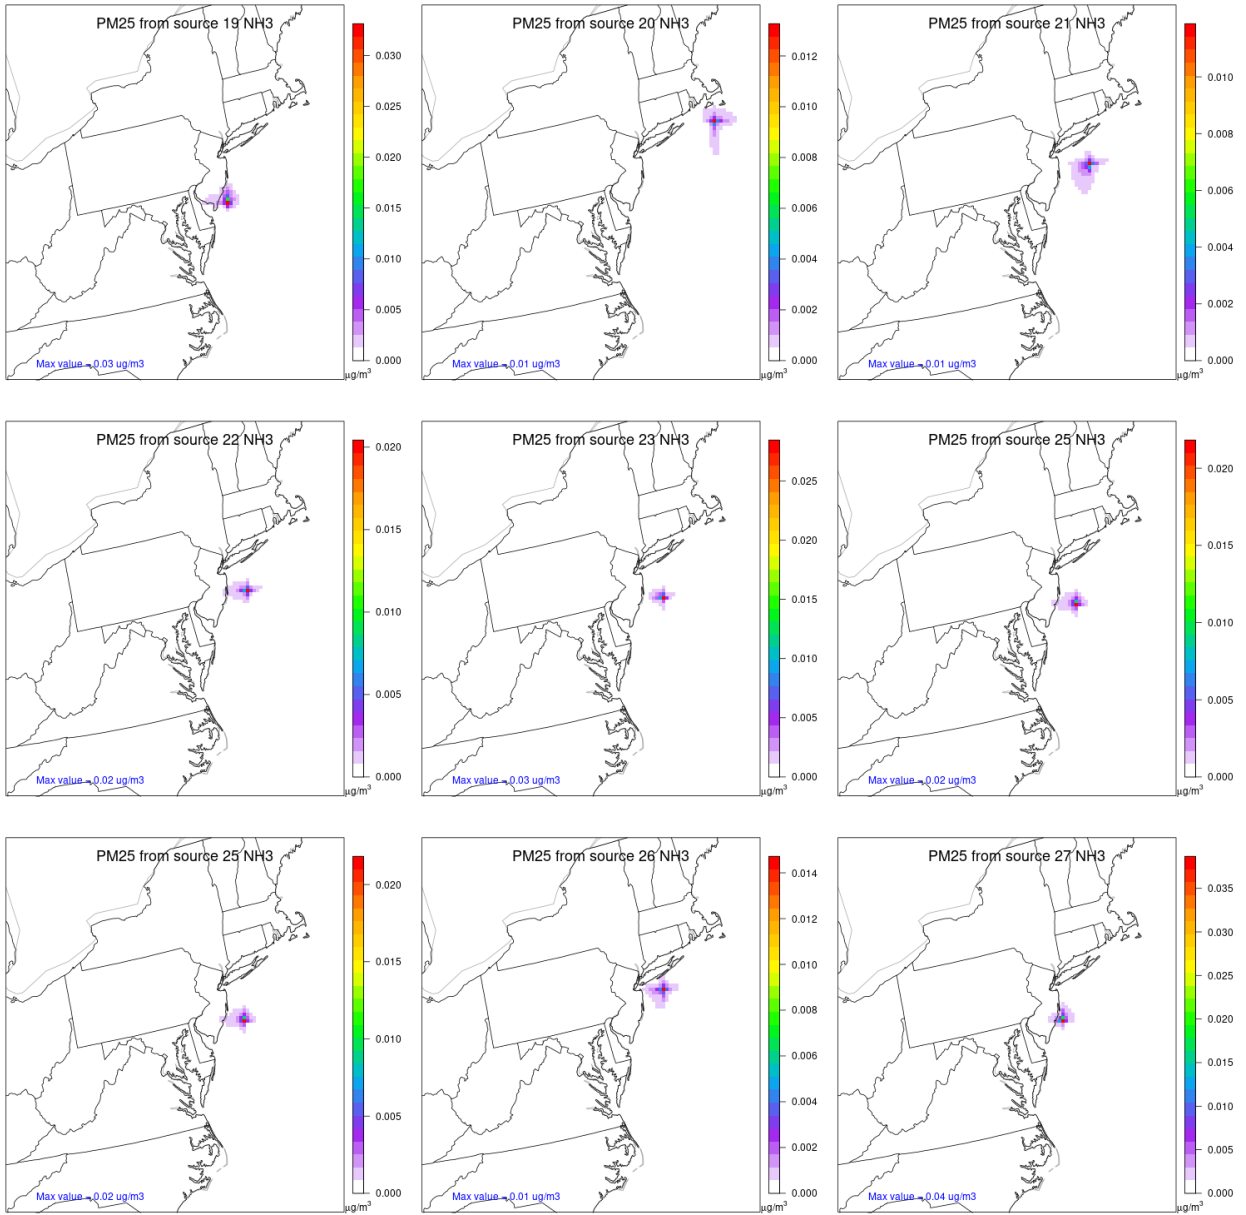 PM25 from source 19 NH3
0.030
0.025
0.020
0.015
0.010
0.005
0.000
Max value = 0.03 ug/m3
μg/m³
PM25 from source 20 NH3
0.012
0.010
0.008
0.006
0.004
0.002
0.000
Max value = 0.01 ug/m3
μg/m³
PM25 from source 21 NH3
0.010
0.008
0.006
0.004
0.002
0.000
Max value = 0.01 ug/m3
μg/m³
PM25 from source 22 NH3
0.020
0.015
0.010
0.005
0.000
Max value = 0.02 ug/m3
μg/m³
PM25 from source 23 NH3
0.025
0.020
0.015
0.010
0.005
0.000
Max value = 0.03 ug/m3
μg/m³
PM25 from source 25 NH3
0.020
0.015
0.010
0.005
0.000
Max value = 0.02 ug/m3
μg/m³
PM25 from source 25 NH3
0.020
0.015
0.010
0.005
0.000
Max value = 0.02 ug/m3
μg/m³
PM25 from source 26 NH3
0.014
0.012
0.010
0.008
0.006
0.004
0.002
0.000
Max value = 0.01 ug/m3
μg/m³
PM25 from source 27 NH3
0.035
0.030
0.025
0.020
0.015
0.010
0.005
0.000
Max value = 0.04 ug/m3
μg/m³